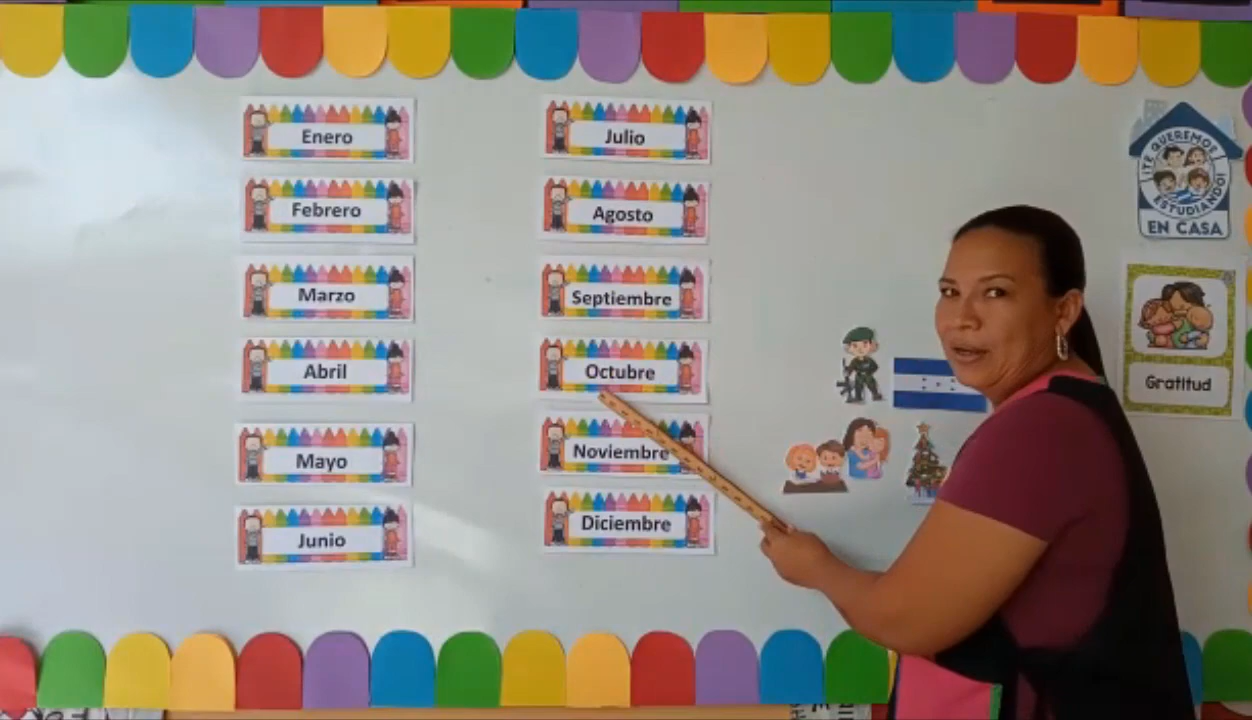 Enero
Febrero
Marzo
Abril
Mayo
Junio
Julio
Agosto
Septiembre
Octubre
Noviembre
Diciembre
¡TE QUEREMOS
ESTUDIANDO!
EN CASA
Gratitud